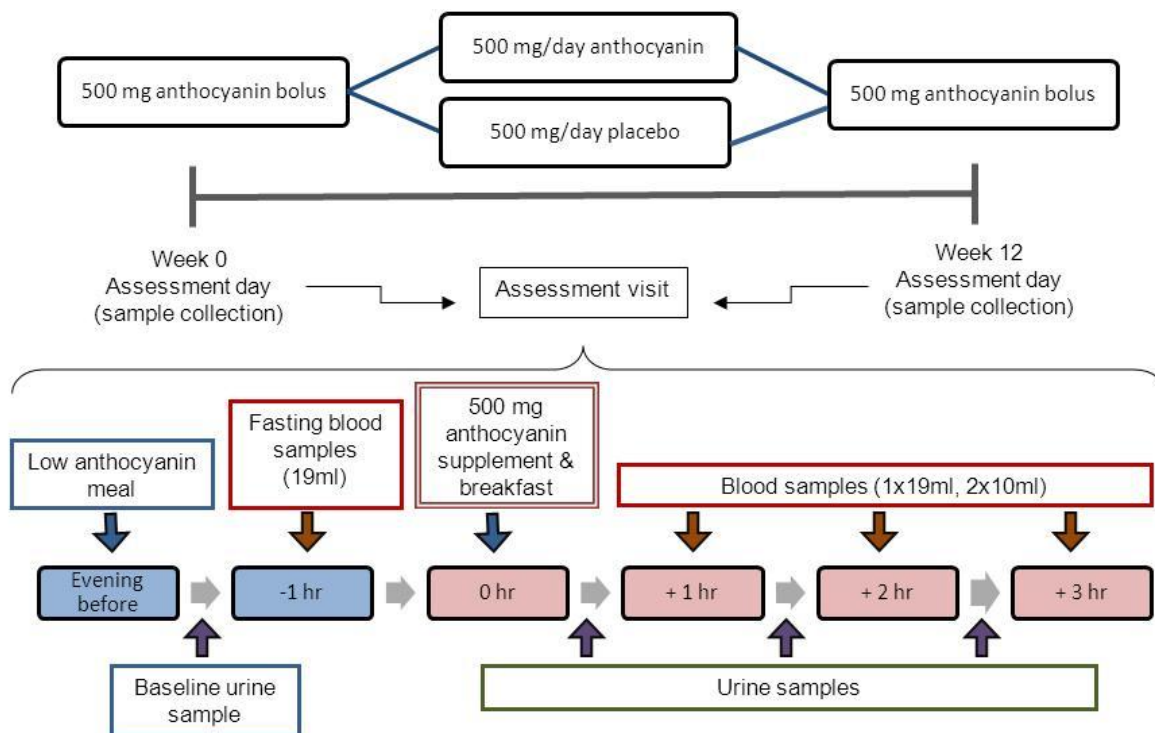 500 mg/day anthocyanin
500 mg anthocyanin bolus
500 mg anthocyanin bolus
500 mg/day placebo
Week 0
Assessment day
(sample collection)
Assessment visit
Week 12
Assessment day
(sample collection)
Low anthocyanin
meal
Fasting blood
samples
(19ml)
500 mg
anthocyanin
supplement &
breakfast
Blood samples (1x19ml, 2x10ml)
Evening
before
-1 hr
0 hr
+ 1 hr
+ 2 hr
+ 3 hr
Baseline urine
sample
Urine samples